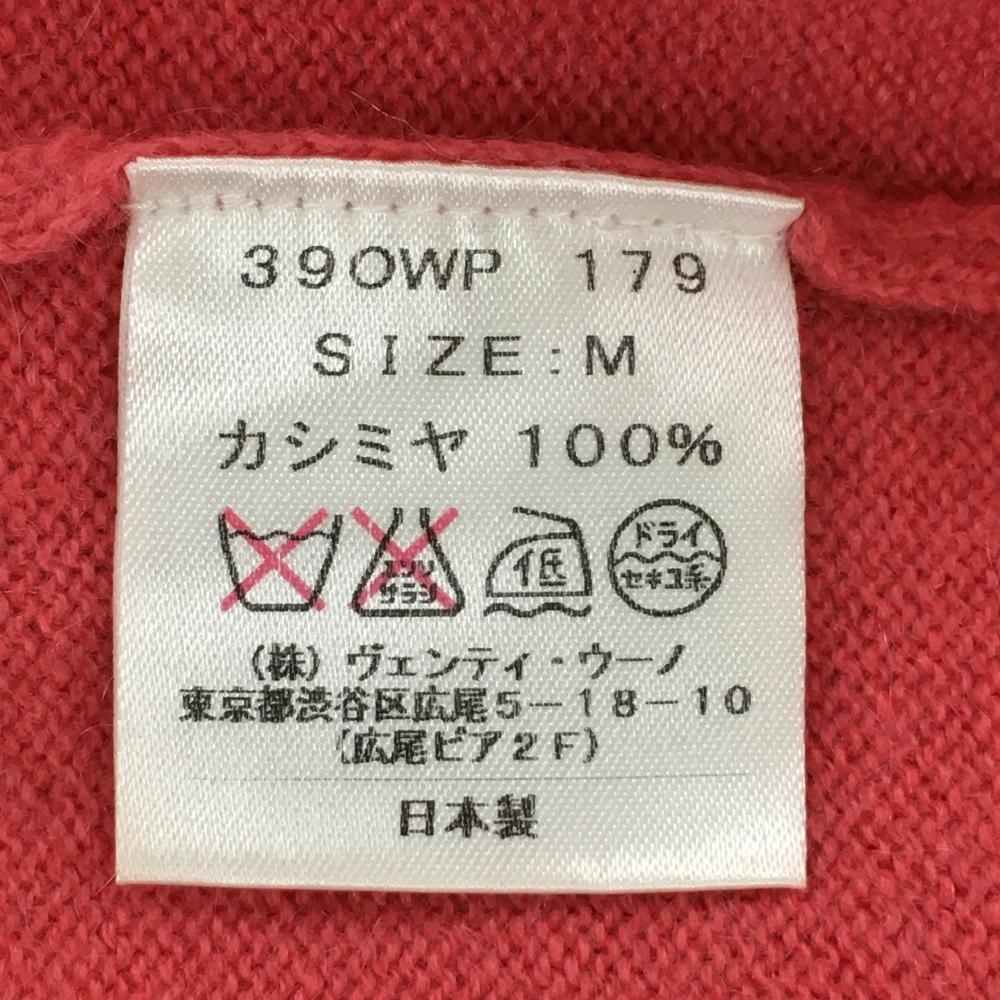 390WP 179
SIZE:M
カシミヤ 100%
エンソ
サラシ
低
ドライ
セキユ系
(株) ヴェンティ・ウーノ
東京都渋谷区広尾5-18-10
(広尾ピア2F)
日本製